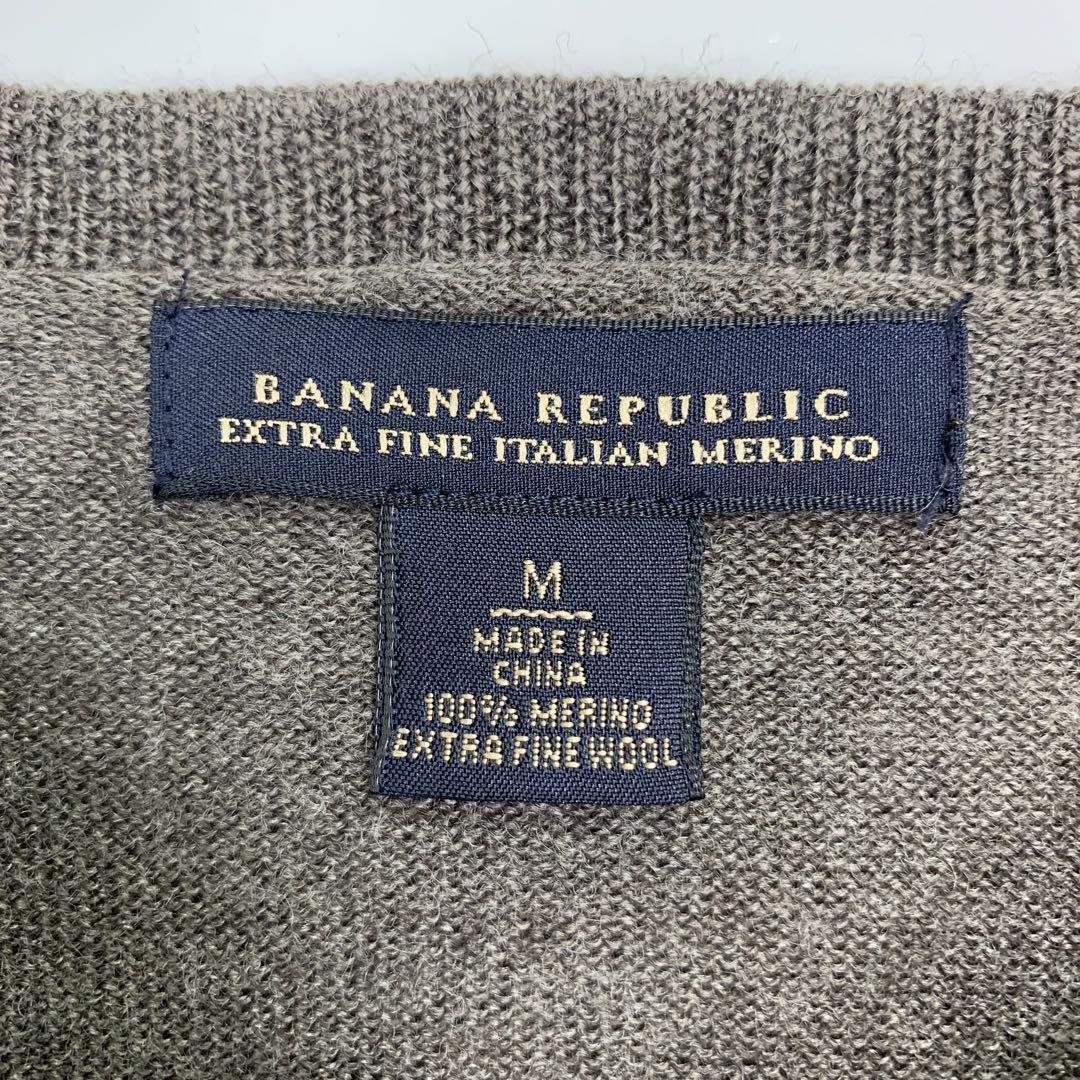 BANANA REPUBLIC
EXTRA FINE ITALIAN MERINO
M
MADE IN
CHINA
100% MERINO
EXTRA FINE WOOL